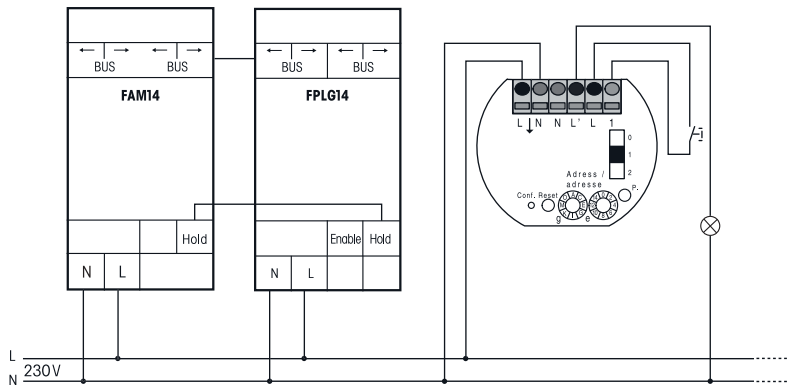 ← → ← →
BUS BUS
FAM14
Hold
N L
← → ← →
BUS BUS
FPLG14
Enable Hold
N L
L N N L' L 1
0
1
2
Adress /
adresse
P.
Conf. Reset
g e
L
230V
N